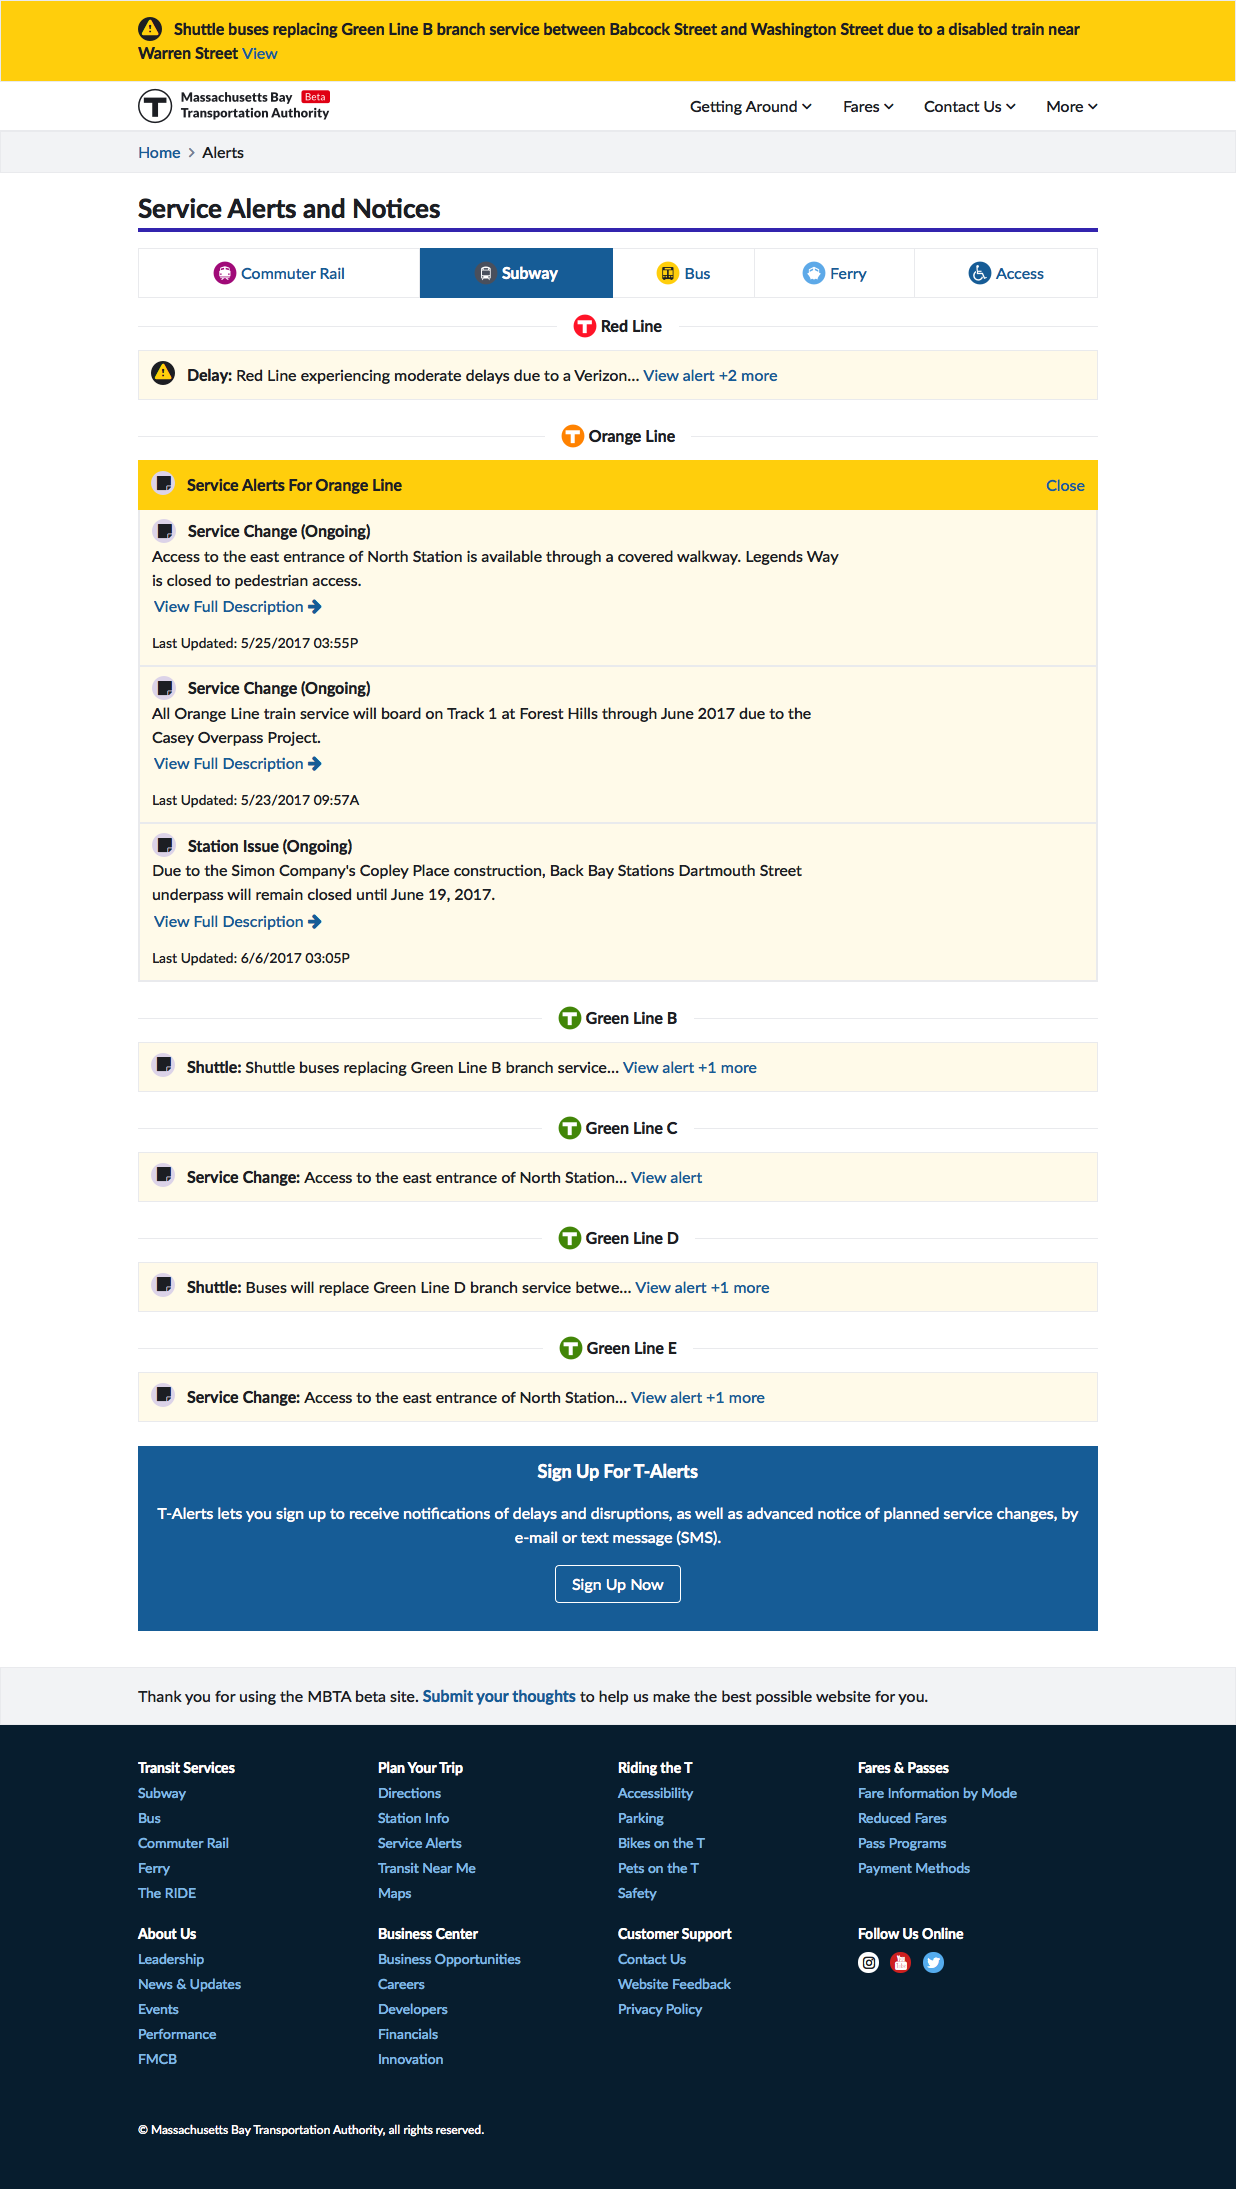 Shuttle buses replacing Green Line B branch service between Babcock Street and Washington Street due to a disabled train near
Warren Street View
Massachusetts Bay Beta
Transportation Authority
Getting Around
Fares
Contact Us
More
Home > Alerts
Service Alerts and Notices
Commuter Rail
Subway
Bus
Ferry
Access
T Red Line
Delay: Red Line experiencing moderate delays due to a Verizon... View alert +2 more
T Orange Line
Service Alerts For Orange Line
Close
Service Change (Ongoing)
Access to the east entrance of North Station is available through a covered walkway. Legends Way
is closed to pedestrian access.
View Full Description
Last Updated: 5/25/2017 03:55P
Service Change (Ongoing)
All Orange Line train service will board on Track 1 at Forest Hills through June 2017 due to the
Casey Overpass Project.
View Full Description
Last Updated: 5/23/2017 09:57A
Station Issue (Ongoing)
Due to the Simon Company's Copley Place construction, Back Bay Stations Dartmouth Street
underpass will remain closed until June 19, 2017.
View Full Description
Last Updated: 6/6/2017 03:05P
T Green Line B
Shuttle: Shuttle buses replacing Green Line B branch service... View alert +1 more
T Green Line C
Service Change: Access to the east entrance of North Station... View alert
T Green Line D
Shuttle: Buses will replace Green Line D branch service betwe... View alert +1 more
T Green Line E
Service Change: Access to the east entrance of North Station... View alert +1 more
Sign Up For T-Alerts
T-Alerts lets you sign up to receive notifications of delays and disruptions, as well as advanced notice of planned service changes, by
e-mail or text message (SMS).
Sign Up Now
Thank you for using the MBTA beta site. Submit your thoughts to help us make the best possible website for you.
Transit Services
Subway
Bus
Commuter Rail
Ferry
The RIDE
Plan Your Trip
Directions
Station Info
Service Alerts
Transit Near Me
Maps
Riding the T
Accessibility
Parking
Bikes on the T
Pets on the T
Safety
Fares & Passes
Fare Information by Mode
Reduced Fares
Pass Programs
Payment Methods
About Us
Leadership
News & Updates
Events
Performance
FMCB
Business Center
Business Opportunities
Careers
Developers
Financials
Innovation
Customer Support
Contact Us
Website Feedback
Privacy Policy
Follow Us Online
© Massachusetts Bay Transportation Authority, all rights reserved.